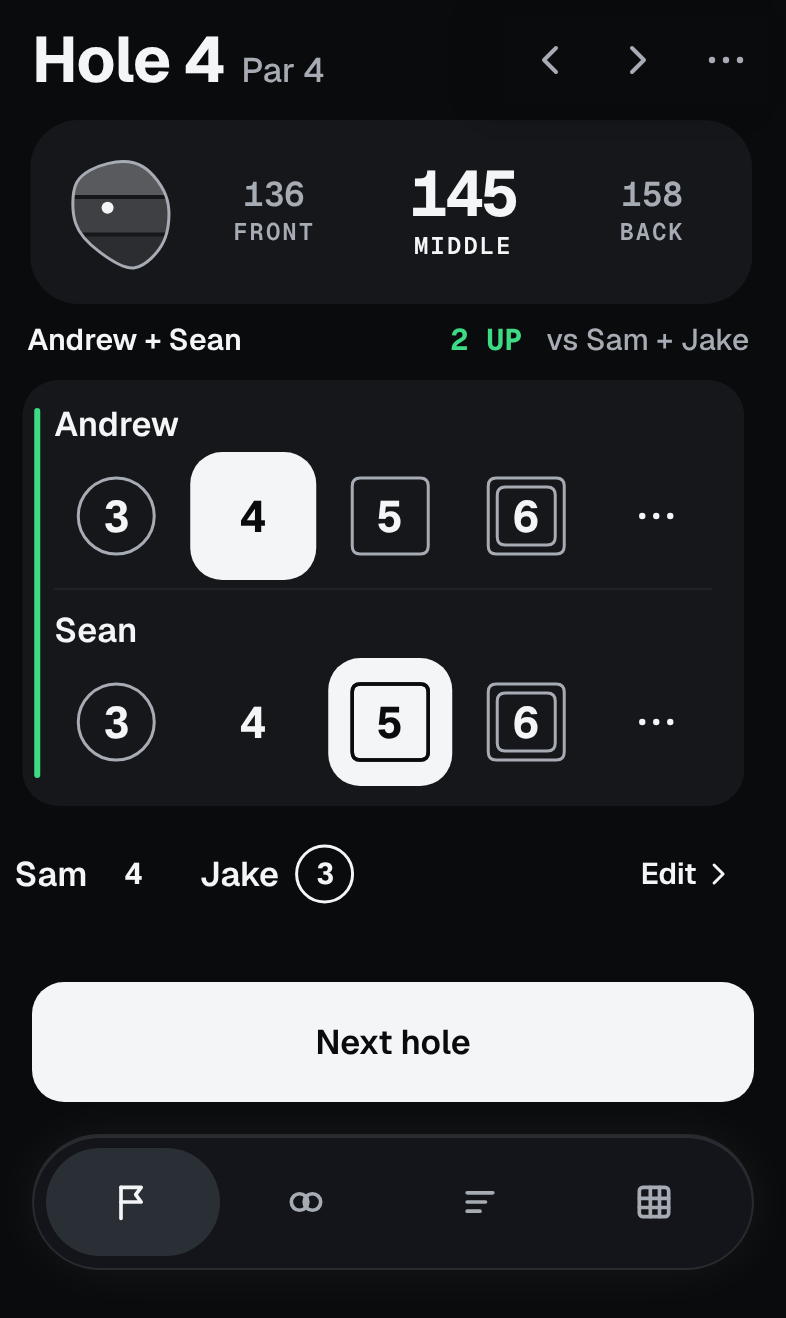 Hole 4 Par 4
136 145 158
FRONT MIDDLE BACK
Andrew + Sean 2 UP vs Sam + Jake
Andrew
3 4 5 6 ...
Sean
3 4 5 6 ...
Sam 4 Jake 3 Edit >
Next hole